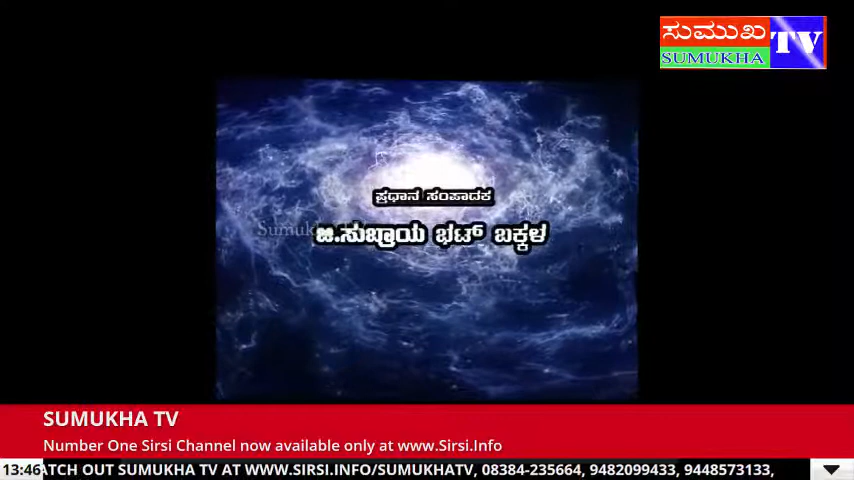 ಸುಮುಖ TV
SUMUKHA
ಪ್ರಧಾನ ಸಂಪಾದಕ
ಜಿ.ಸುಬ್ರಾಯ ಭಟ್ ಬಕ್ಕಳ
SUMUKHA TV
Number One Sirsi Channel now available only at www.Sirsi.Info
13:46 ATCH OUT SUMUKHA TV AT WWW.SIRSI.INFO/SUMUKHATV, 08384-235664, 9482099433, 9448573133,